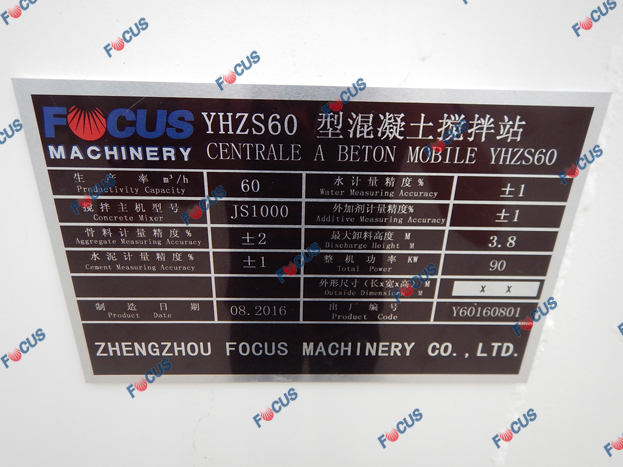 FOCUS
MACHINERY
YHZS60 型混凝土搅拌站
CENTRALE A BETON MOBILE YHZS60
生产率 m³/h
Productivity Capacity
60
水计量精度%
Water Measuring Accuracy
±1
搅拌主机型号
Concrete Mixer
JS1000
外加剂计量精度%
Additive Measuring Accuracy
±1
骨料计量精度%
Aggregate Measuring Accuracy
±2
最大卸料高度 M
Discharge Height M
3.8
水泥计量精度%
Cement Measuring Accuracy
±1
整机功率 KW
Total Power
90
外形尺寸(长x宽x高) M
Outside Dimensions M
x x
制造日期
Product Date
08.2016
出厂编号
Product Code
Y60160801
ZHENGZHOU FOCUS MACHINERY CO.,LTD.